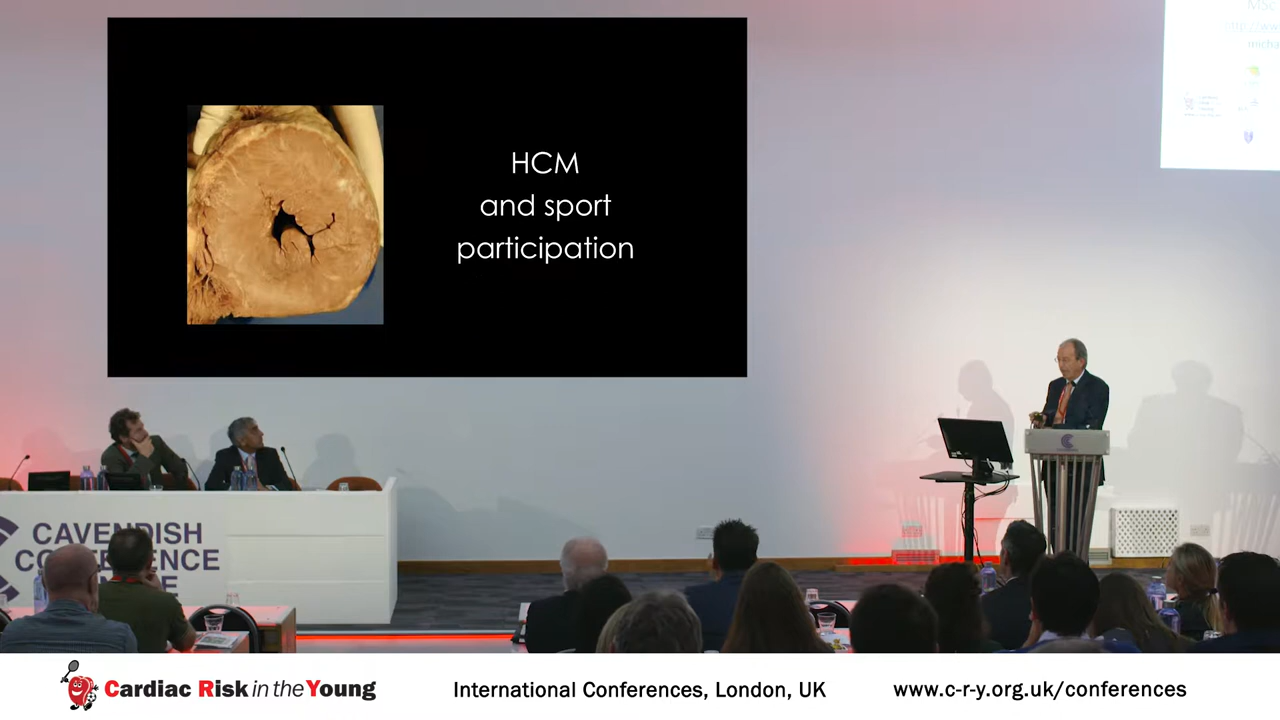 HCM
and sport
participation
MSc
CAVENDISH
CONFERENCE
Cardiac Risk in the Young
International Conferences, London, UK
www.c-r-y.org.uk/conferences